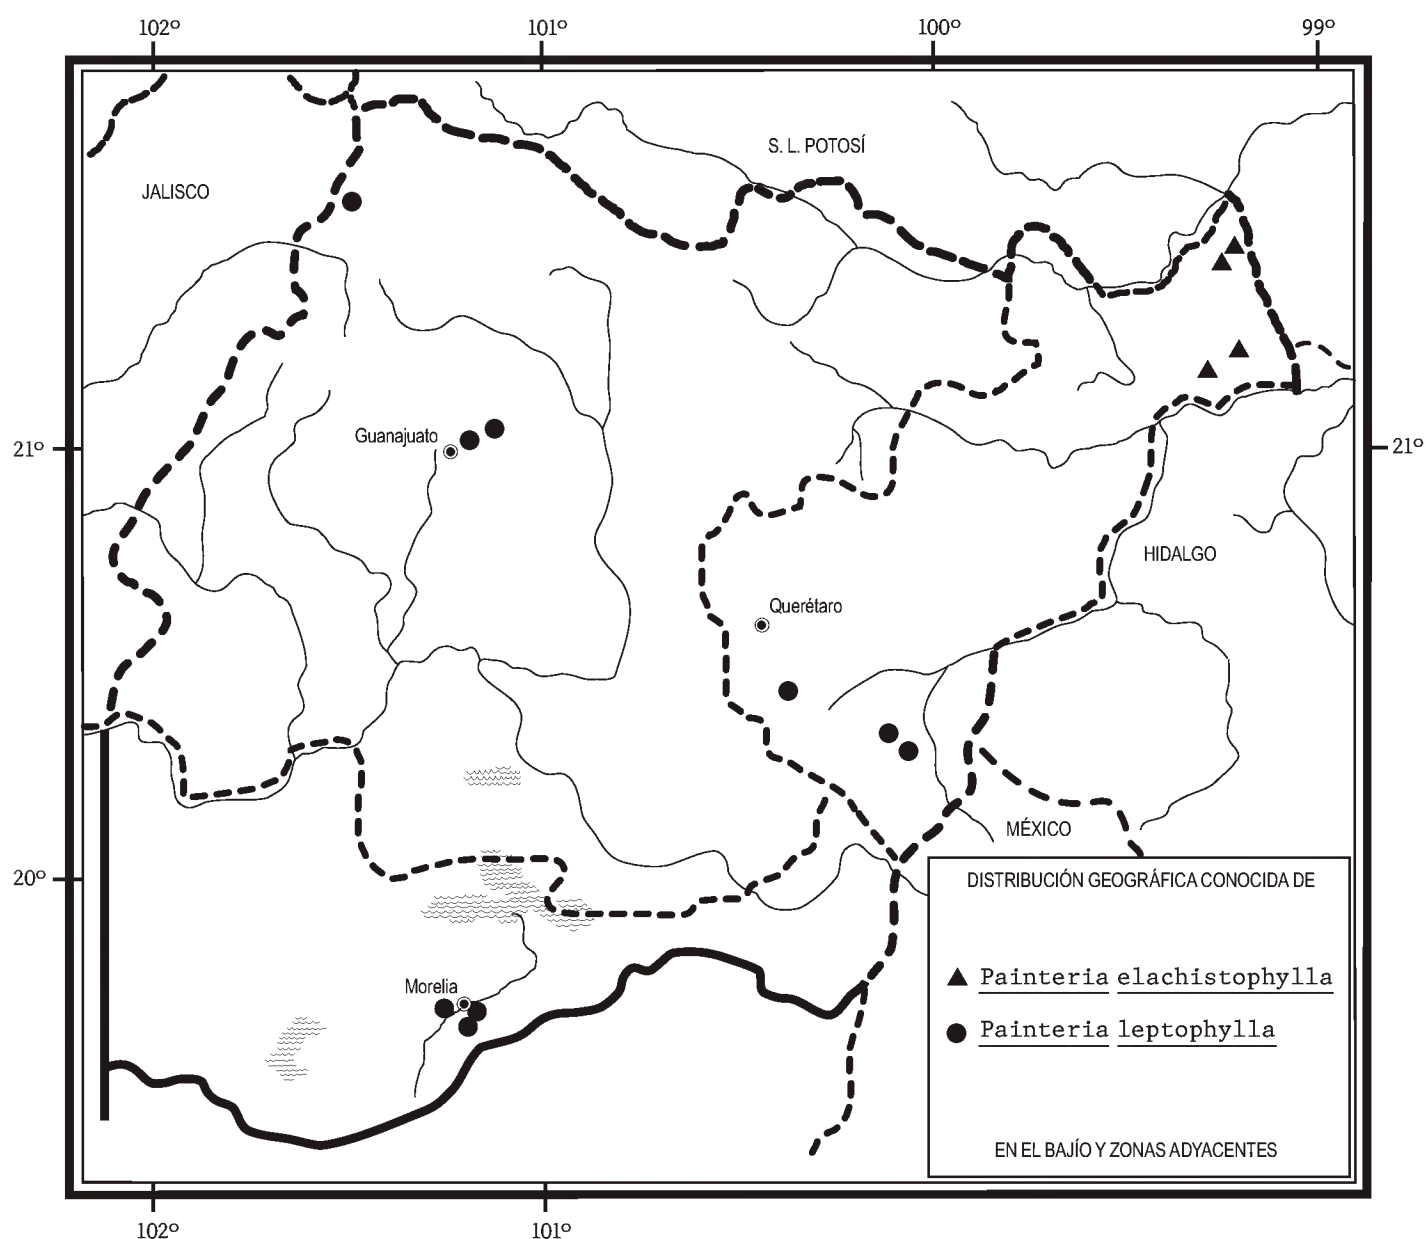 102° 101° 100° 99°
S. L. POTOSÍ
JALISCO
Guanajuato
21° 21°
HIDALGO
Querétaro
MÉXICO
20°
DISTRIBUCIÓN GEOGRÁFICA CONOCIDA DE
Painteria elachistophylla
Morelia
Painteria leptophylla
EN EL BAJÍO Y ZONAS ADYACENTES
102° 101°